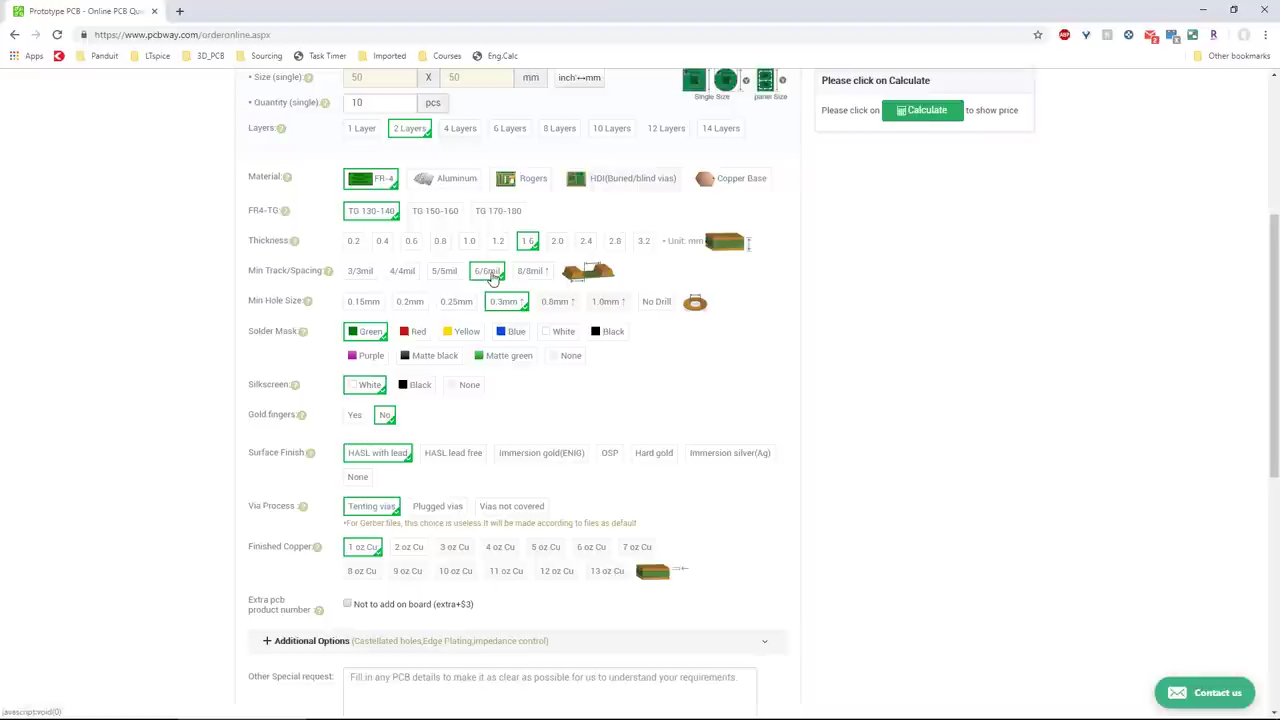 Prototype PCB - Online PCB Qu
https://www.pcbway.com/orderonline.aspx
Apps Panduit LTspice 3D_PCB Sourcing Task Timer Imported Courses Eng.Calc Other bookmarks
* Size (single): 50 X 50 mm inch↔mm
Single Size panel Size
* Quantity (single): 10 pcs
Layers: 1 Layer 2 Layers 4 Layers 6 Layers 8 Layers 10 Layers 12 Layers 14 Layers
Material: FR-4 Aluminum Rogers HDI(Buried/blind vias) Copper Base
FR4-TG: TG 130-140 TG 150-160 TG 170-180
Thickness: 0.2 0.4 0.6 0.8 1.0 1.2 1.6 2.0 2.4 2.8 3.2 * Unit: mm
Min Track/Spacing: 3/3mil 4/4mil 5/5mil 6/6mil 8/8mil ↑
Min Hole Size: 0.15mm 0.2mm 0.25mm 0.3mm ↑ 0.8mm ↑ 1.0mm ↑ No Drill
Solder Mask: Green Red Yellow Blue White Black
Purple Matte black Matte green None
Silkscreen: White Black None
Gold fingers: Yes No
Surface Finish: HASL with lead HASL lead free Immersion gold(ENIG) OSP Hard gold Immersion silver(Ag)
None
Via Process : Tenting vias Plugged vias Vias not covered
*For Gerber files, this choice is useless.It will be made according to files as default
Finished Copper: 1 oz Cu 2 oz Cu 3 oz Cu 4 oz Cu 5 oz Cu 6 oz Cu 7 oz Cu
8 oz Cu 9 oz Cu 10 oz Cu 11 oz Cu 12 oz Cu 13 oz Cu
Extra pcb
product number Not to add on board (extra+$3)
+ Additional Options (Castellated holes,Edge Plating,impedance control)
Other Special request: Fill in any PCB details to make it as clear as possible for us to understand your requirements.
Please click on Calculate
Please click on Calculate to show price
Contact us
javascript:void(0)